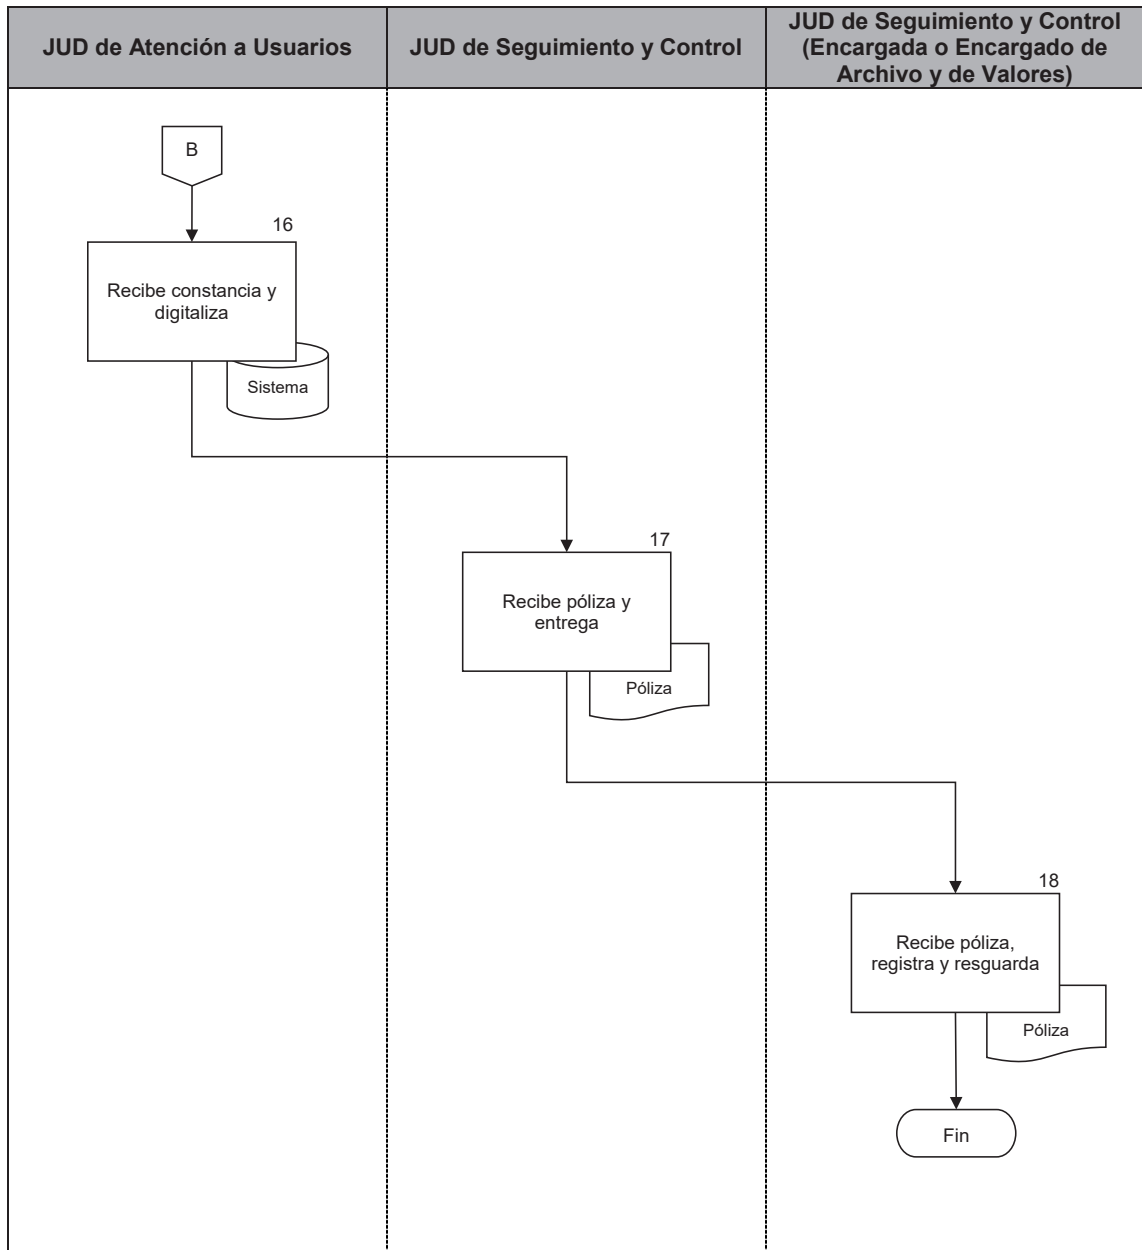 JUD de Atención a Usuarios
JUD de Seguimiento y Control
JUD de Seguimiento y Control
(Encargada o Encargado de
Archivo y de Valores)
B
16
Recibe constancia y
digitaliza
Sistema
17
Recibe póliza y
entrega
Póliza
18
Recibe póliza,
registra y resguarda
Póliza
Fin